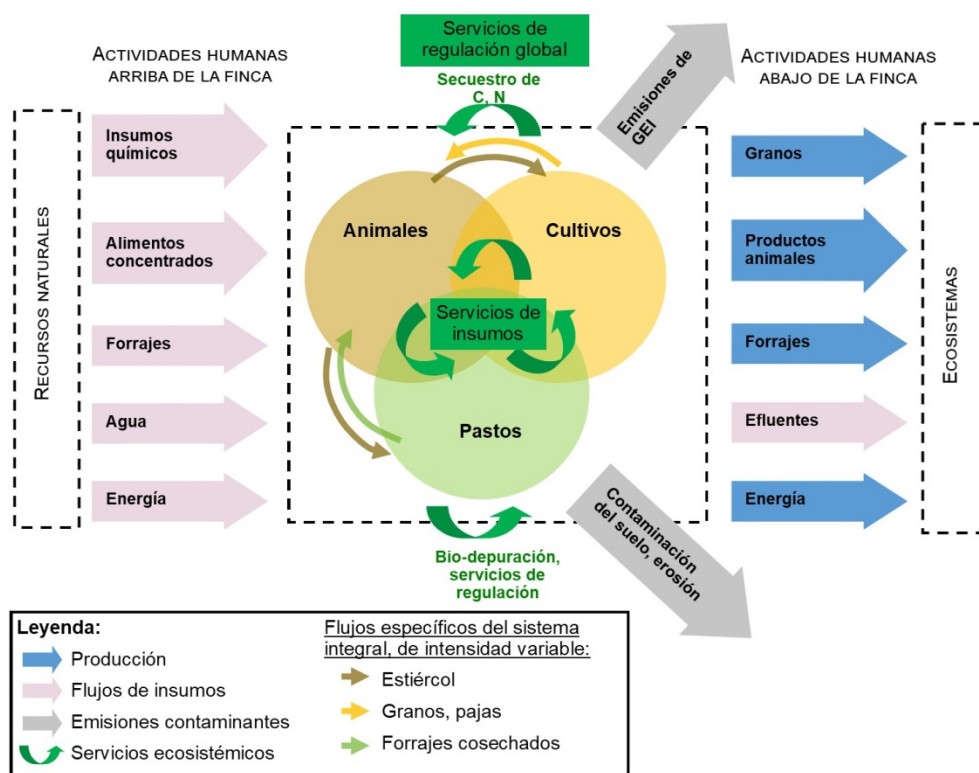 ACTIVIDADES HUMANAS
ARRIBA DE LA FINCA
Servicios de
regulación global
Secuestro de
C, N
Emisiones de
GEI
ACTIVIDADES HUMANAS
ABAJO DE LA FINCA
RECURSOS NATURALES
Insumos
químicos
Alimentos
concentrados
Forrajes
Agua
Energía
Animales
Cultivos
Servicios de
insumos
Pastos
Bio-depuración,
servicios de
regulación
Contaminación
del suelo, erosión
Granos
Productos
animales
Forrajes
Efluentes
Energía
ECOSISTEMAS
Leyenda:
Producción
Flujos de insumos
Emisiones contaminantes
Servicios ecosistémicos
Flujos específicos del sistema
integral, de intensidad variable:
Estiércol
Granos, pajas
Forrajes cosechados